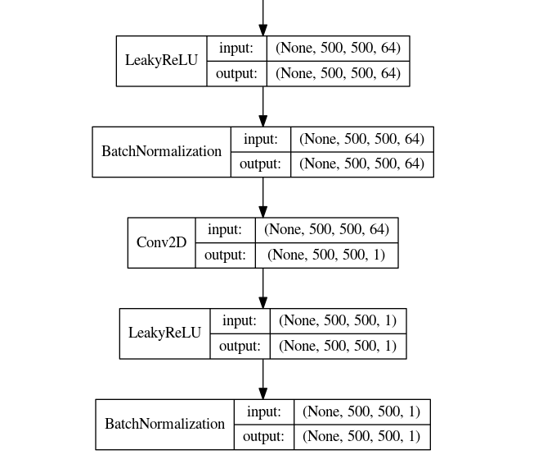 LeakyReLU
input:
(None, 500, 500, 64)
output:
(None, 500, 500, 64)
BatchNormalization
input:
(None, 500, 500, 64)
output:
(None, 500, 500, 64)
Conv2D
input:
(None, 500, 500, 64)
output:
(None, 500, 500, 1)
LeakyReLU
input:
(None, 500, 500, 1)
output:
(None, 500, 500, 1)
BatchNormalization
input:
(None, 500, 500, 1)
output:
(None, 500, 500, 1)